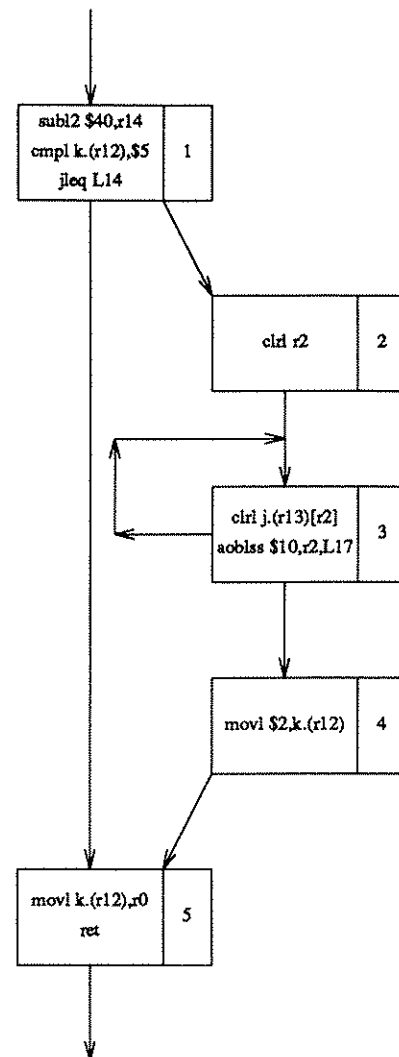 subl2 $40,r14
cmpl k.(r12),$5
jleq L14
1
clrl r2
2
clrl j.(r13)[r2]
aoblss $10,r2,L17
3
movl $2,k.(r12)
4
movl k.(r12),r0
ret
5